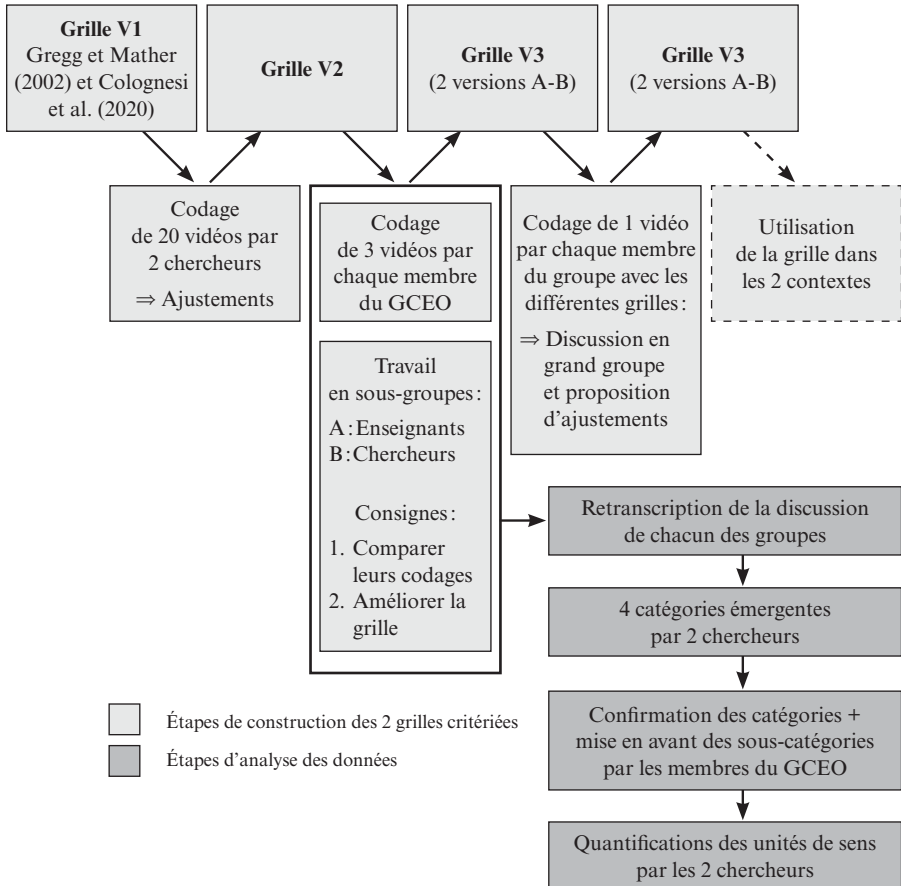 Grille V1
Gregg et Mather
(2002) et Colognesi
et al. (2020)
Grille V2
Grille V3
(2 versions A-B)
Grille V3
(2 versions A-B)
Codage
de 20 vidéos par
2 chercheurs
⇒ Ajustements
Codage
de 3 vidéos par
chaque membre
du GCEO
Travail
en sous-groupes :
A : Enseignants
B : Chercheurs
Consignes :
1. Comparer
leurs codages
2. Améliorer la
grille
Codage de 1 vidéo
par chaque membre
du groupe avec les
différentes grilles :
⇒ Discussion en
grand groupe
et proposition
d'ajustements
Utilisation
de la grille dans
les 2 contextes
Retranscription de la discussion
de chacun des groupes
4 catégories émergentes
par 2 chercheurs
Confirmation des catégories +
mise en avant des sous-catégories
par les membres du GCEO
Quantifications des unités de sens
par les 2 chercheurs
Étapes de construction des 2 grilles critériées
Étapes d'analyse des données